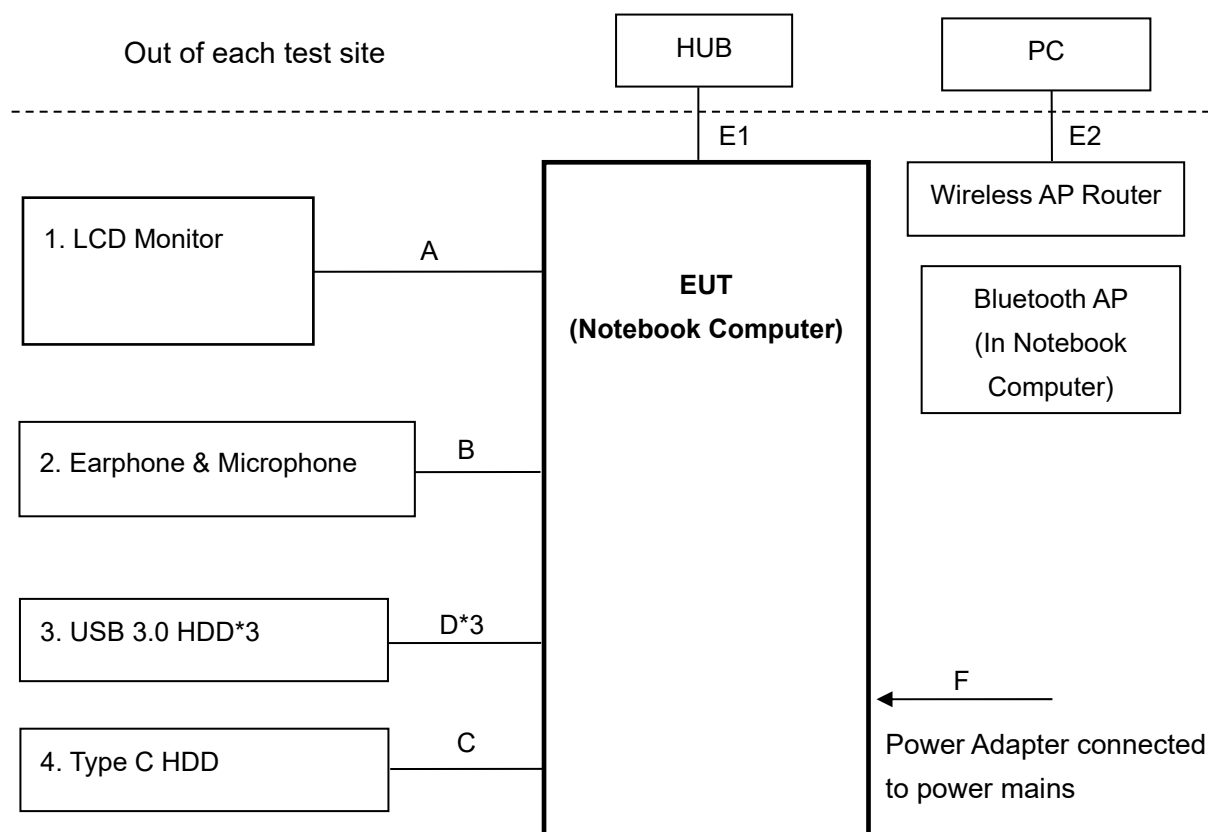 Out of each test site
HUB
PC
E1
E2
Wireless AP Router
1. LCD Monitor
A
EUT
(Notebook Computer)
Bluetooth AP
(In Notebook
Computer)
2. Earphone & Microphone
B
3. USB 3.0 HDD*3
D*3
F
4. Type C HDD
C
Power Adapter connected
to power mains